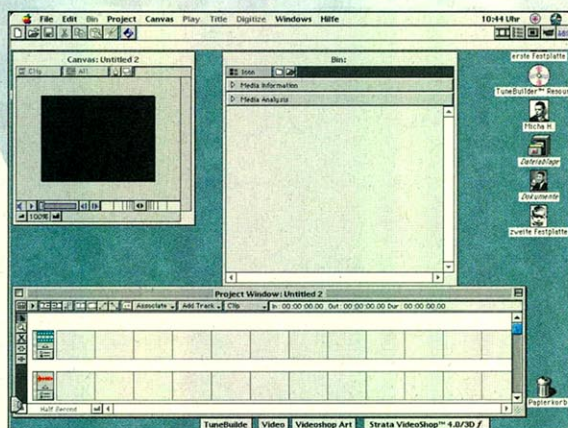 File Edit Bin Project Canvas Play Title Digitize Windows Hilfe
10:44 Uhr
Canvas: Untitled 2
Clip
All
100%
Bin:
Icon
Media Information
Media Analysis
erste Festplatte
TuneBuilder™ Resour
Micha H.
Dateiablage
Dokumente
zweite Festplatte
Project Window: Untitled 2
Associate
Add Track
Clip
In: 00:00:00.00 Out: 00:00:00.00 Dur: 00:00:00.00
Half Second
Papierkorb
TuneBuilde
Video
Videoshop Art
Strata VideoShop™ 4.0/3D f